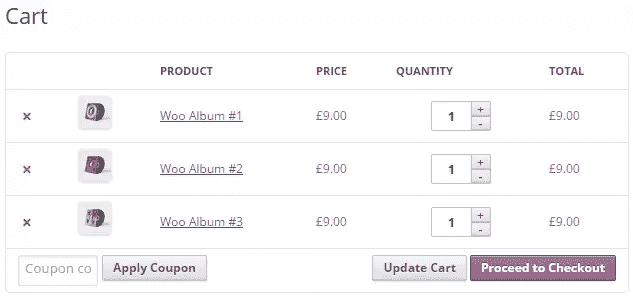 Cart
PRODUCT PRICE QUANTITY TOTAL
× Woo Album #1 £9.00 1 + - £9.00
× Woo Album #2 £9.00 1 + - £9.00
× Woo Album #3 £9.00 1 + - £9.00
Coupon co Apply Coupon Update Cart Proceed to Checkout